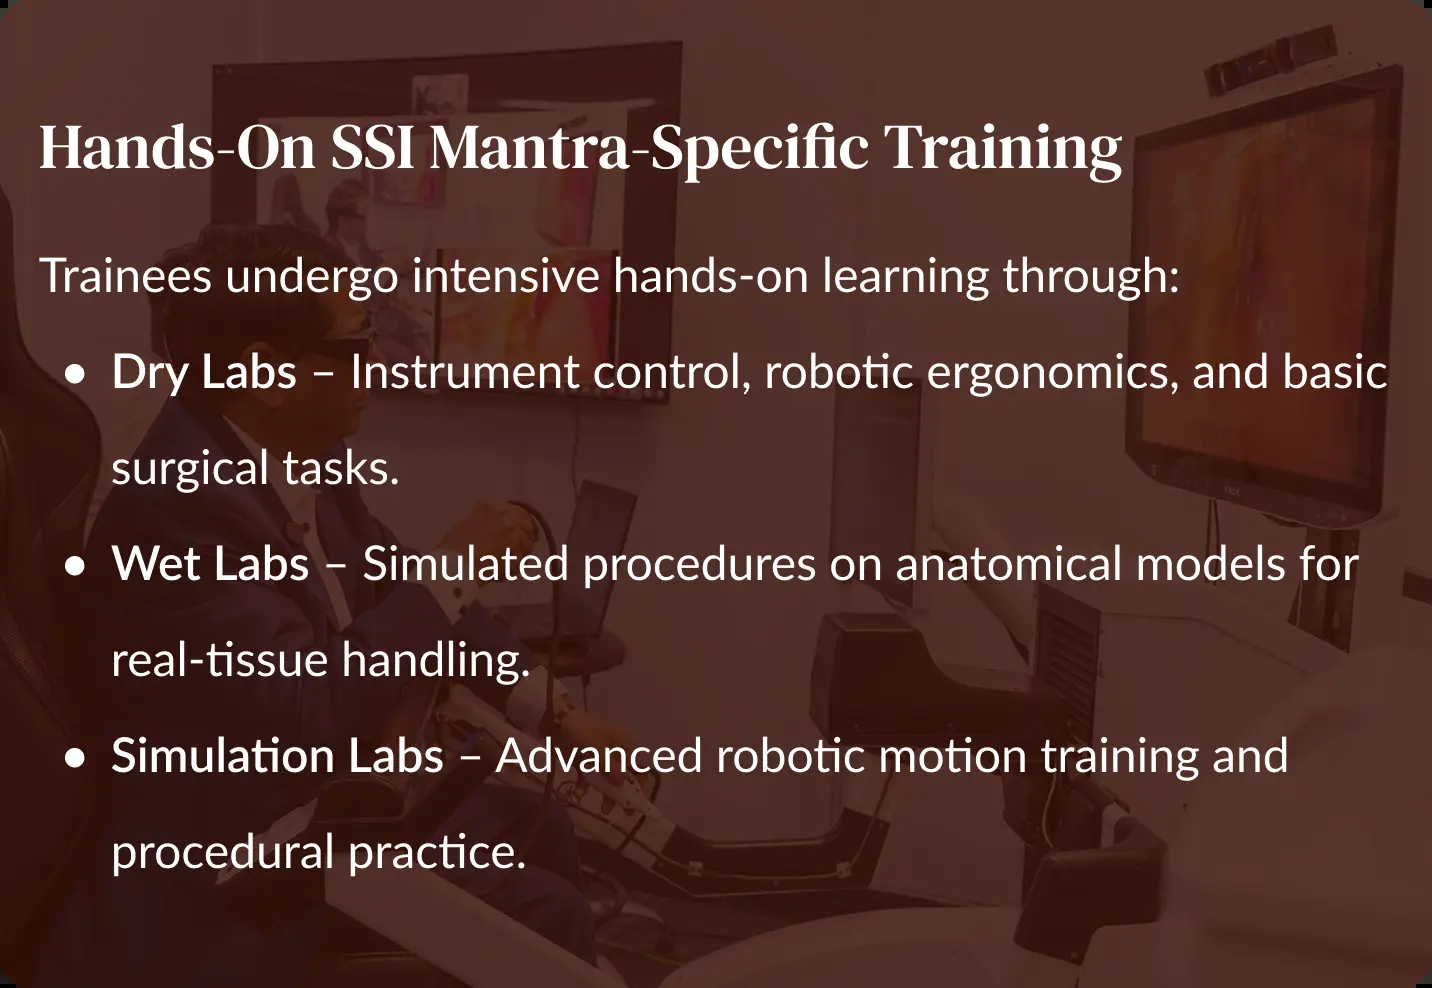 Hands-On SSI Mantra-Specific Training
Trainees undergo intensive hands-on learning through:
● Dry Labs – Instrument control, robotic ergonomics, and basic
surgical tasks.
● Wet Labs – Simulated procedures on anatomical models for
real-tissue handling.
● Simulation Labs – Advanced robotic motion training and
procedural practice.